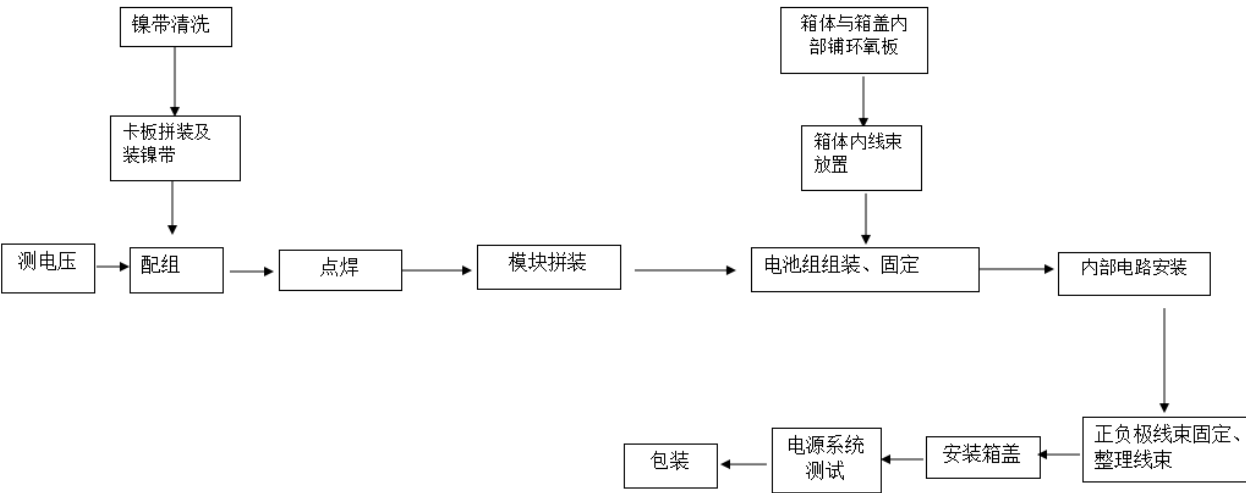 镍带清洗
箱体与箱盖内
部铺环氧板
卡板拼装及
装镍带
箱体内线束
放置
测电压
配组
点焊
模块拼装
电池组组装、固定
内部电路安装
正负极线束固定、
整理线束
安装箱盖
电源系统
测试
包装